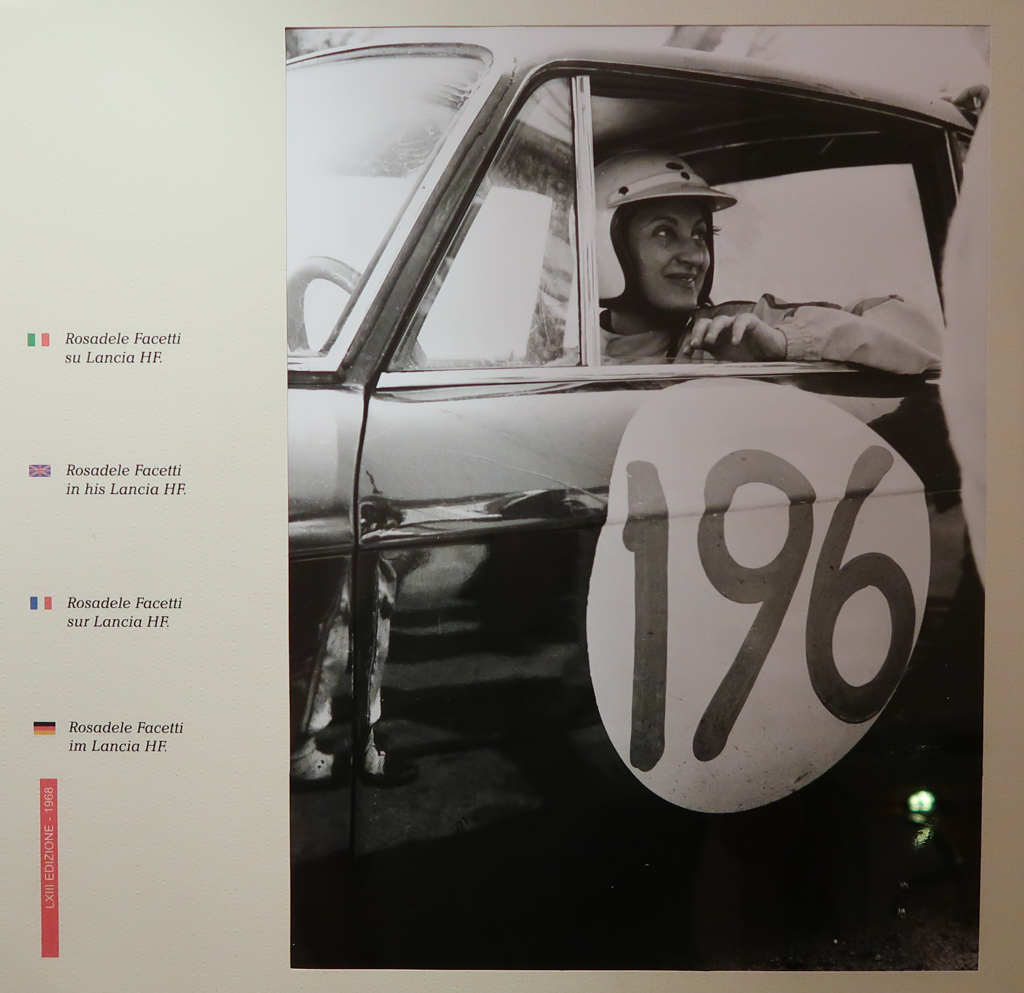 Rosadele Facetti
su Lancia HF.
Rosadele Facetti
in his Lancia HF.
Rosadele Facetti
sur Lancia HF.
Rosadele Facetti
im Lancia HF.
LXIII EDIZIONE - 1968
196